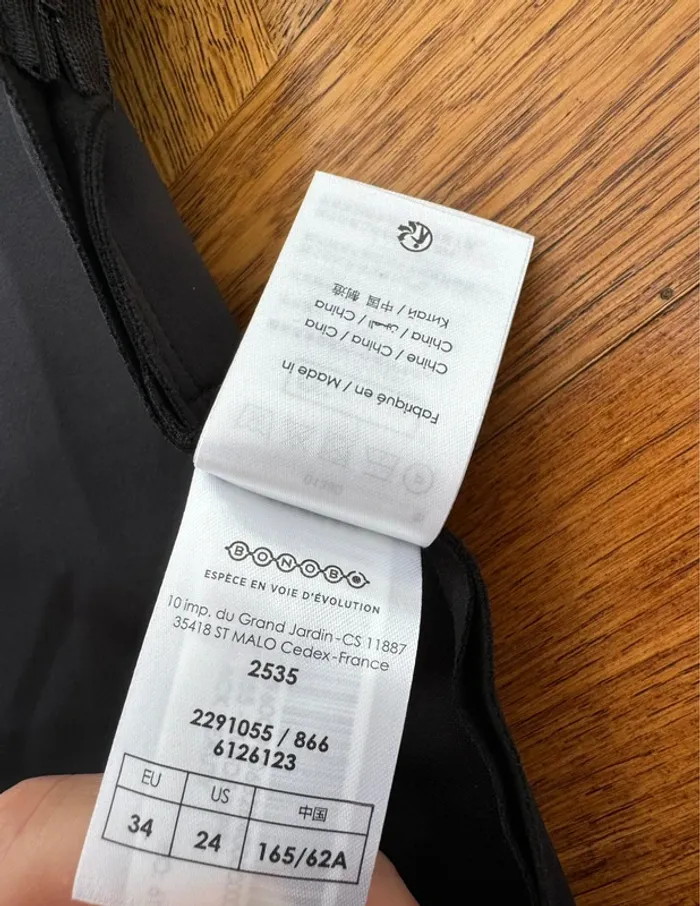 Fabriqué en / Made in
Chine / China / Cina
China / الصين / China
Китай / 中国 制造
BONOBO
ESPÈCE EN VOIE D'ÉVOLUTION
10 imp. du Grand Jardin-CS 11887
35418 ST MALO Cedex-France
2535
2291055 / 866
6126123
EU US 中国
34 24 165/62A